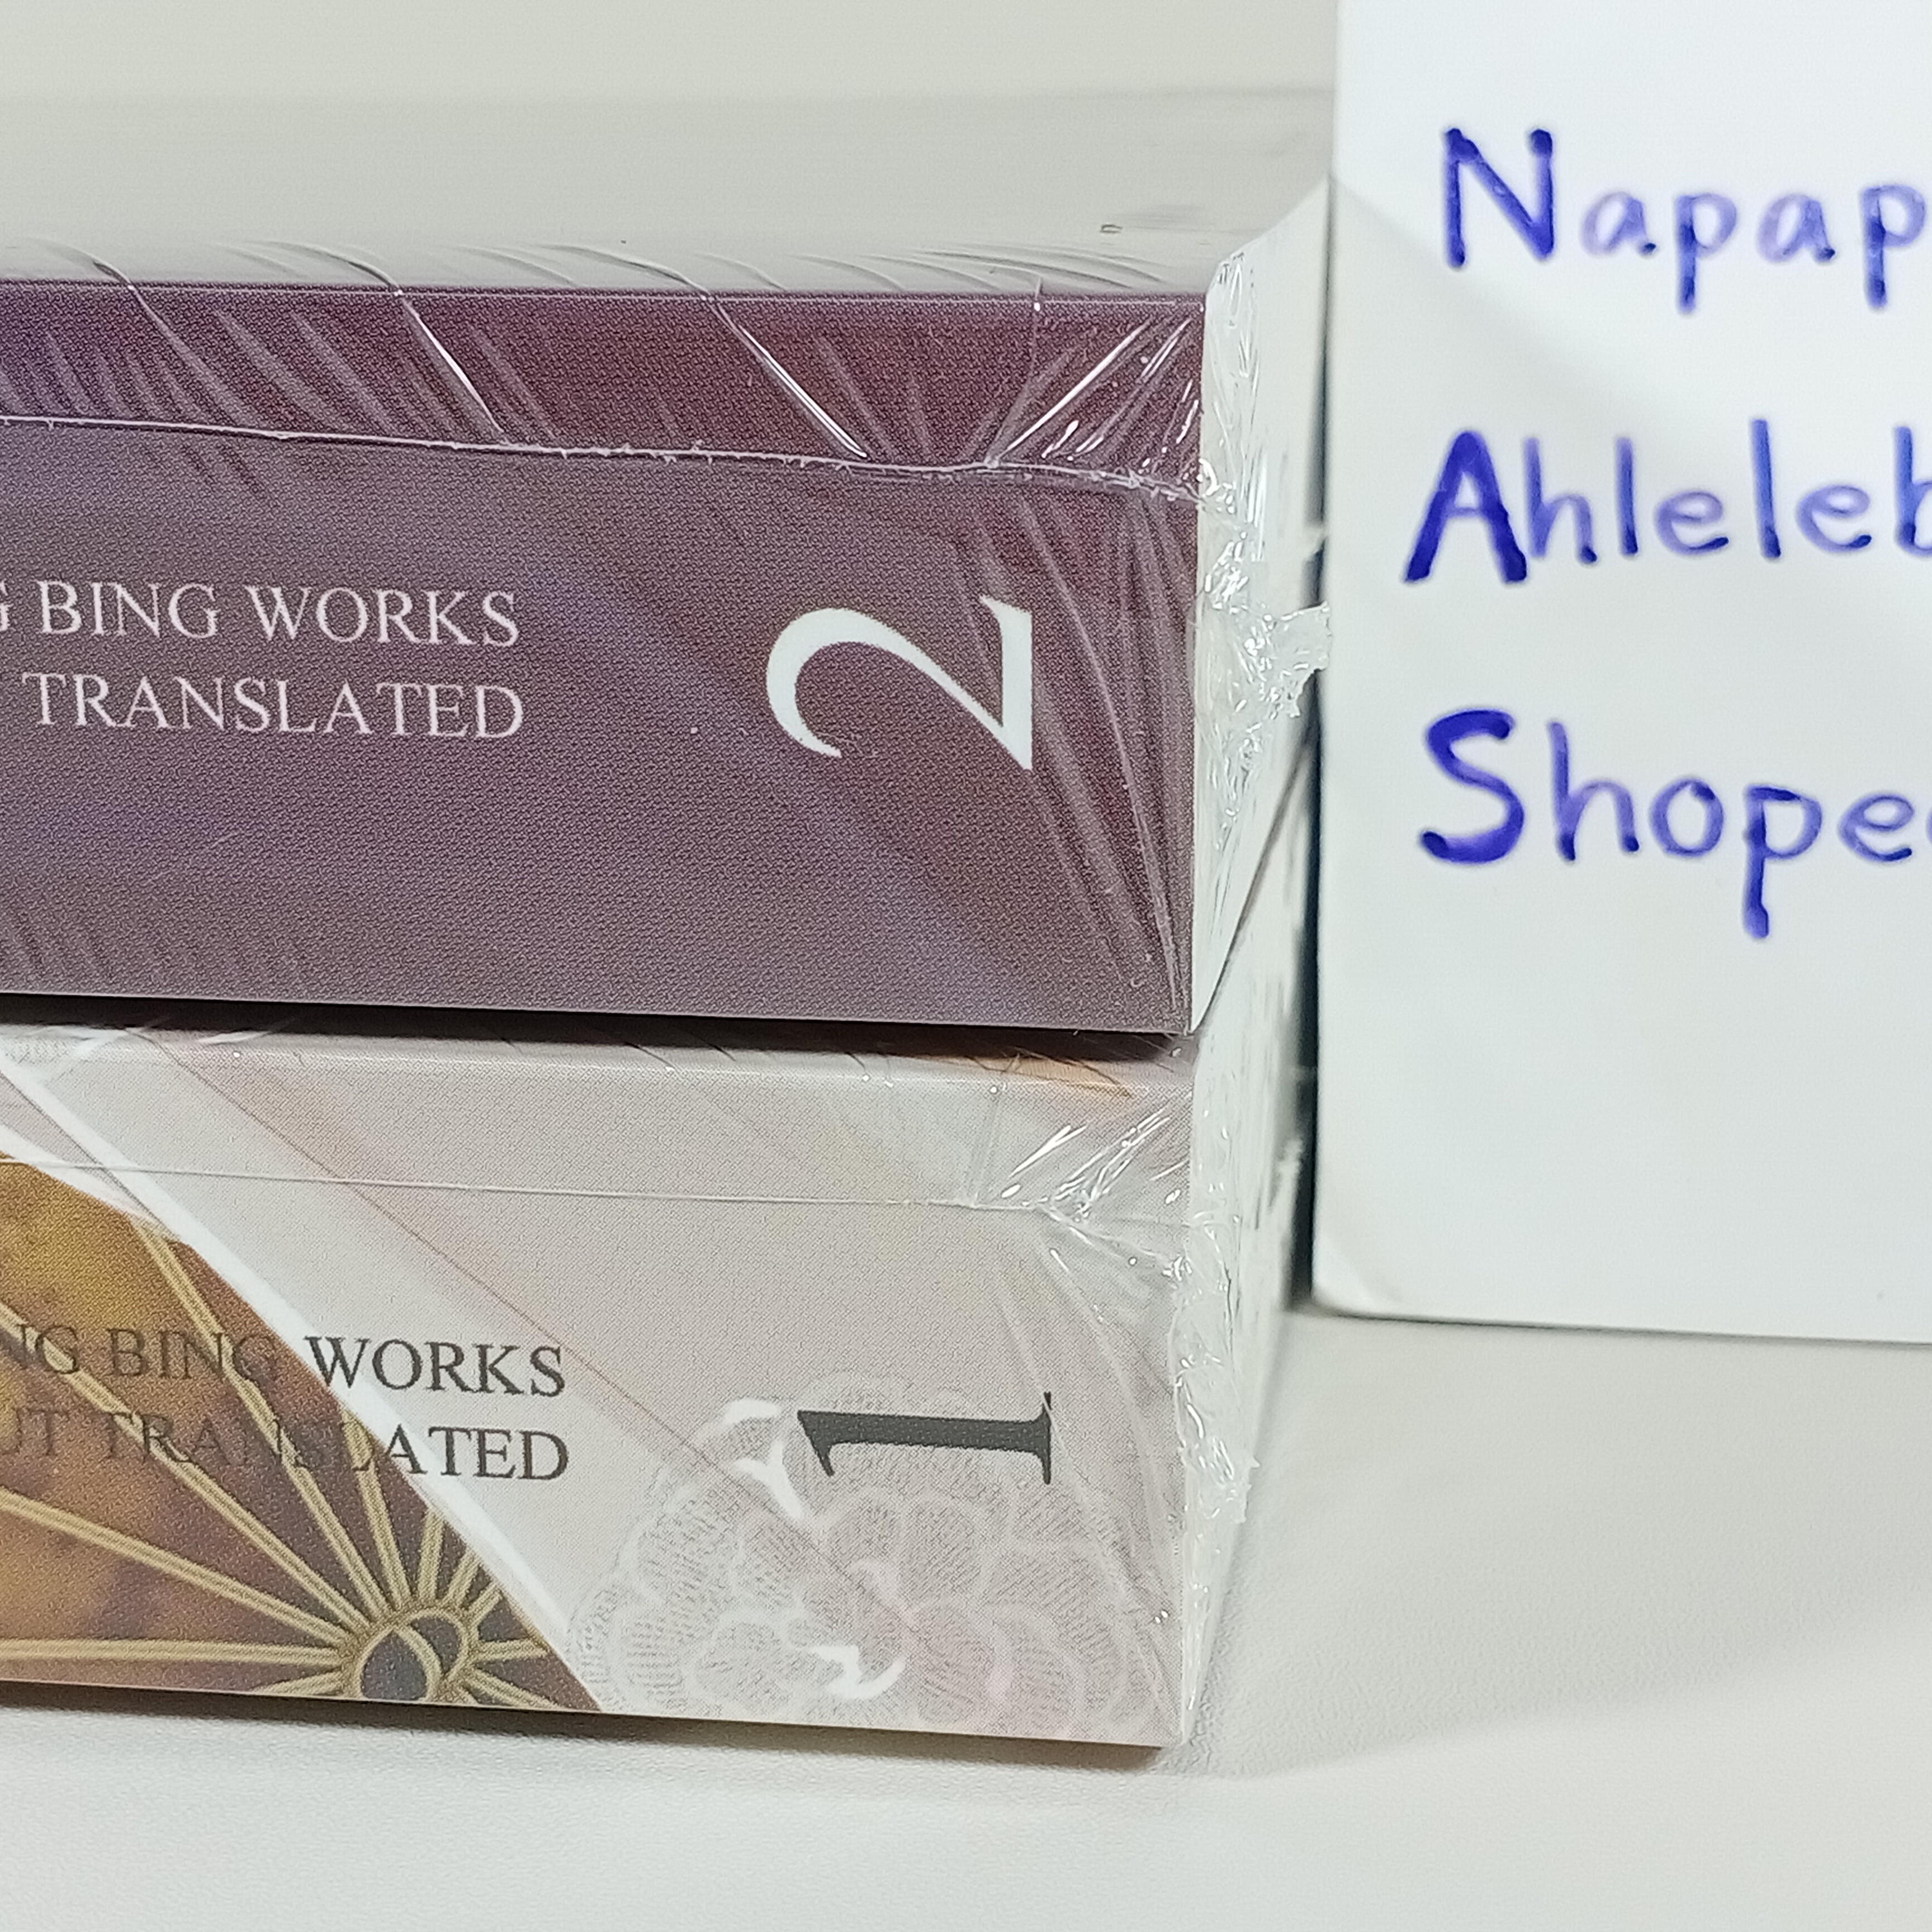 G BING WORKS
TRANSLATED
2
NG BING WORKS
UT TRANSLATED
1
Napap
Ahleleb
Shopee